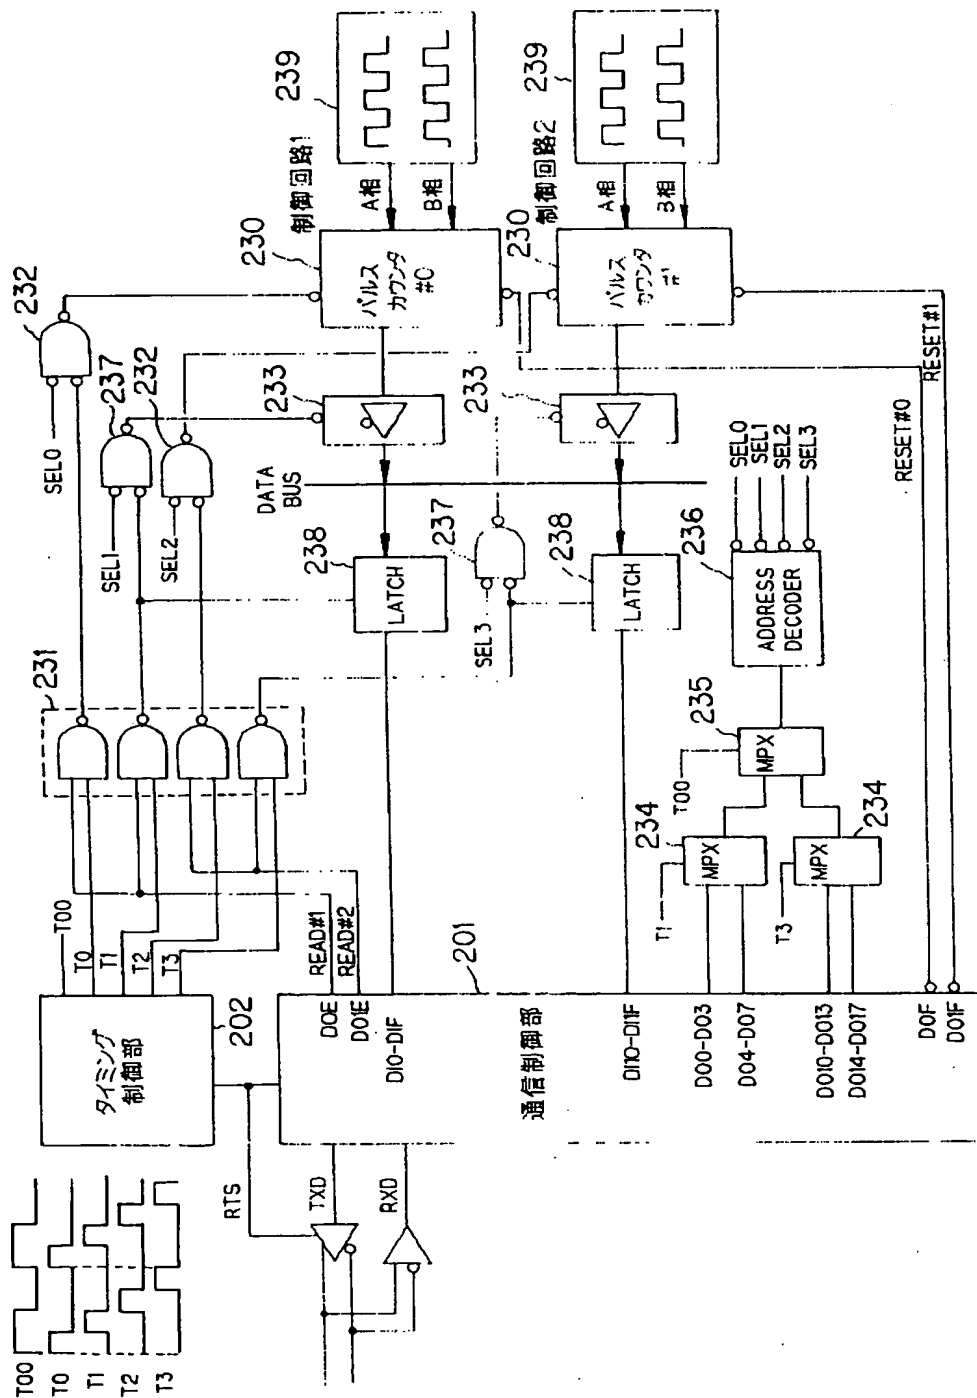 T00
T0
T1
T2
T3
タイミング
制御部
202
T00
T0
T1
T2
T3
231
SEL0
232
SEL1
237
SEL2
232
RTS
TXD
RXD
通信制御部
201
READ#1
READ#2
D0E
D01E
DI0-DIF
238
LATCH
DATA
BUS
233
230
パルス
カウンタ
#0
制御回路1
A相
B相
239
SEL3
237
DI10-DI1F
238
LATCH
233
230
パルス
カウンタ
#1
制御回路2
A相
B相
239
T1
234
MPX
D00-D03
D04-D07
T3
234
MPX
D010-D013
D014-D017
T00
235
MPX
236
ADDRESS
DECODER
SEL0
SEL1
SEL2
SEL3
D0F
D01F
RESET#0
RESET#1